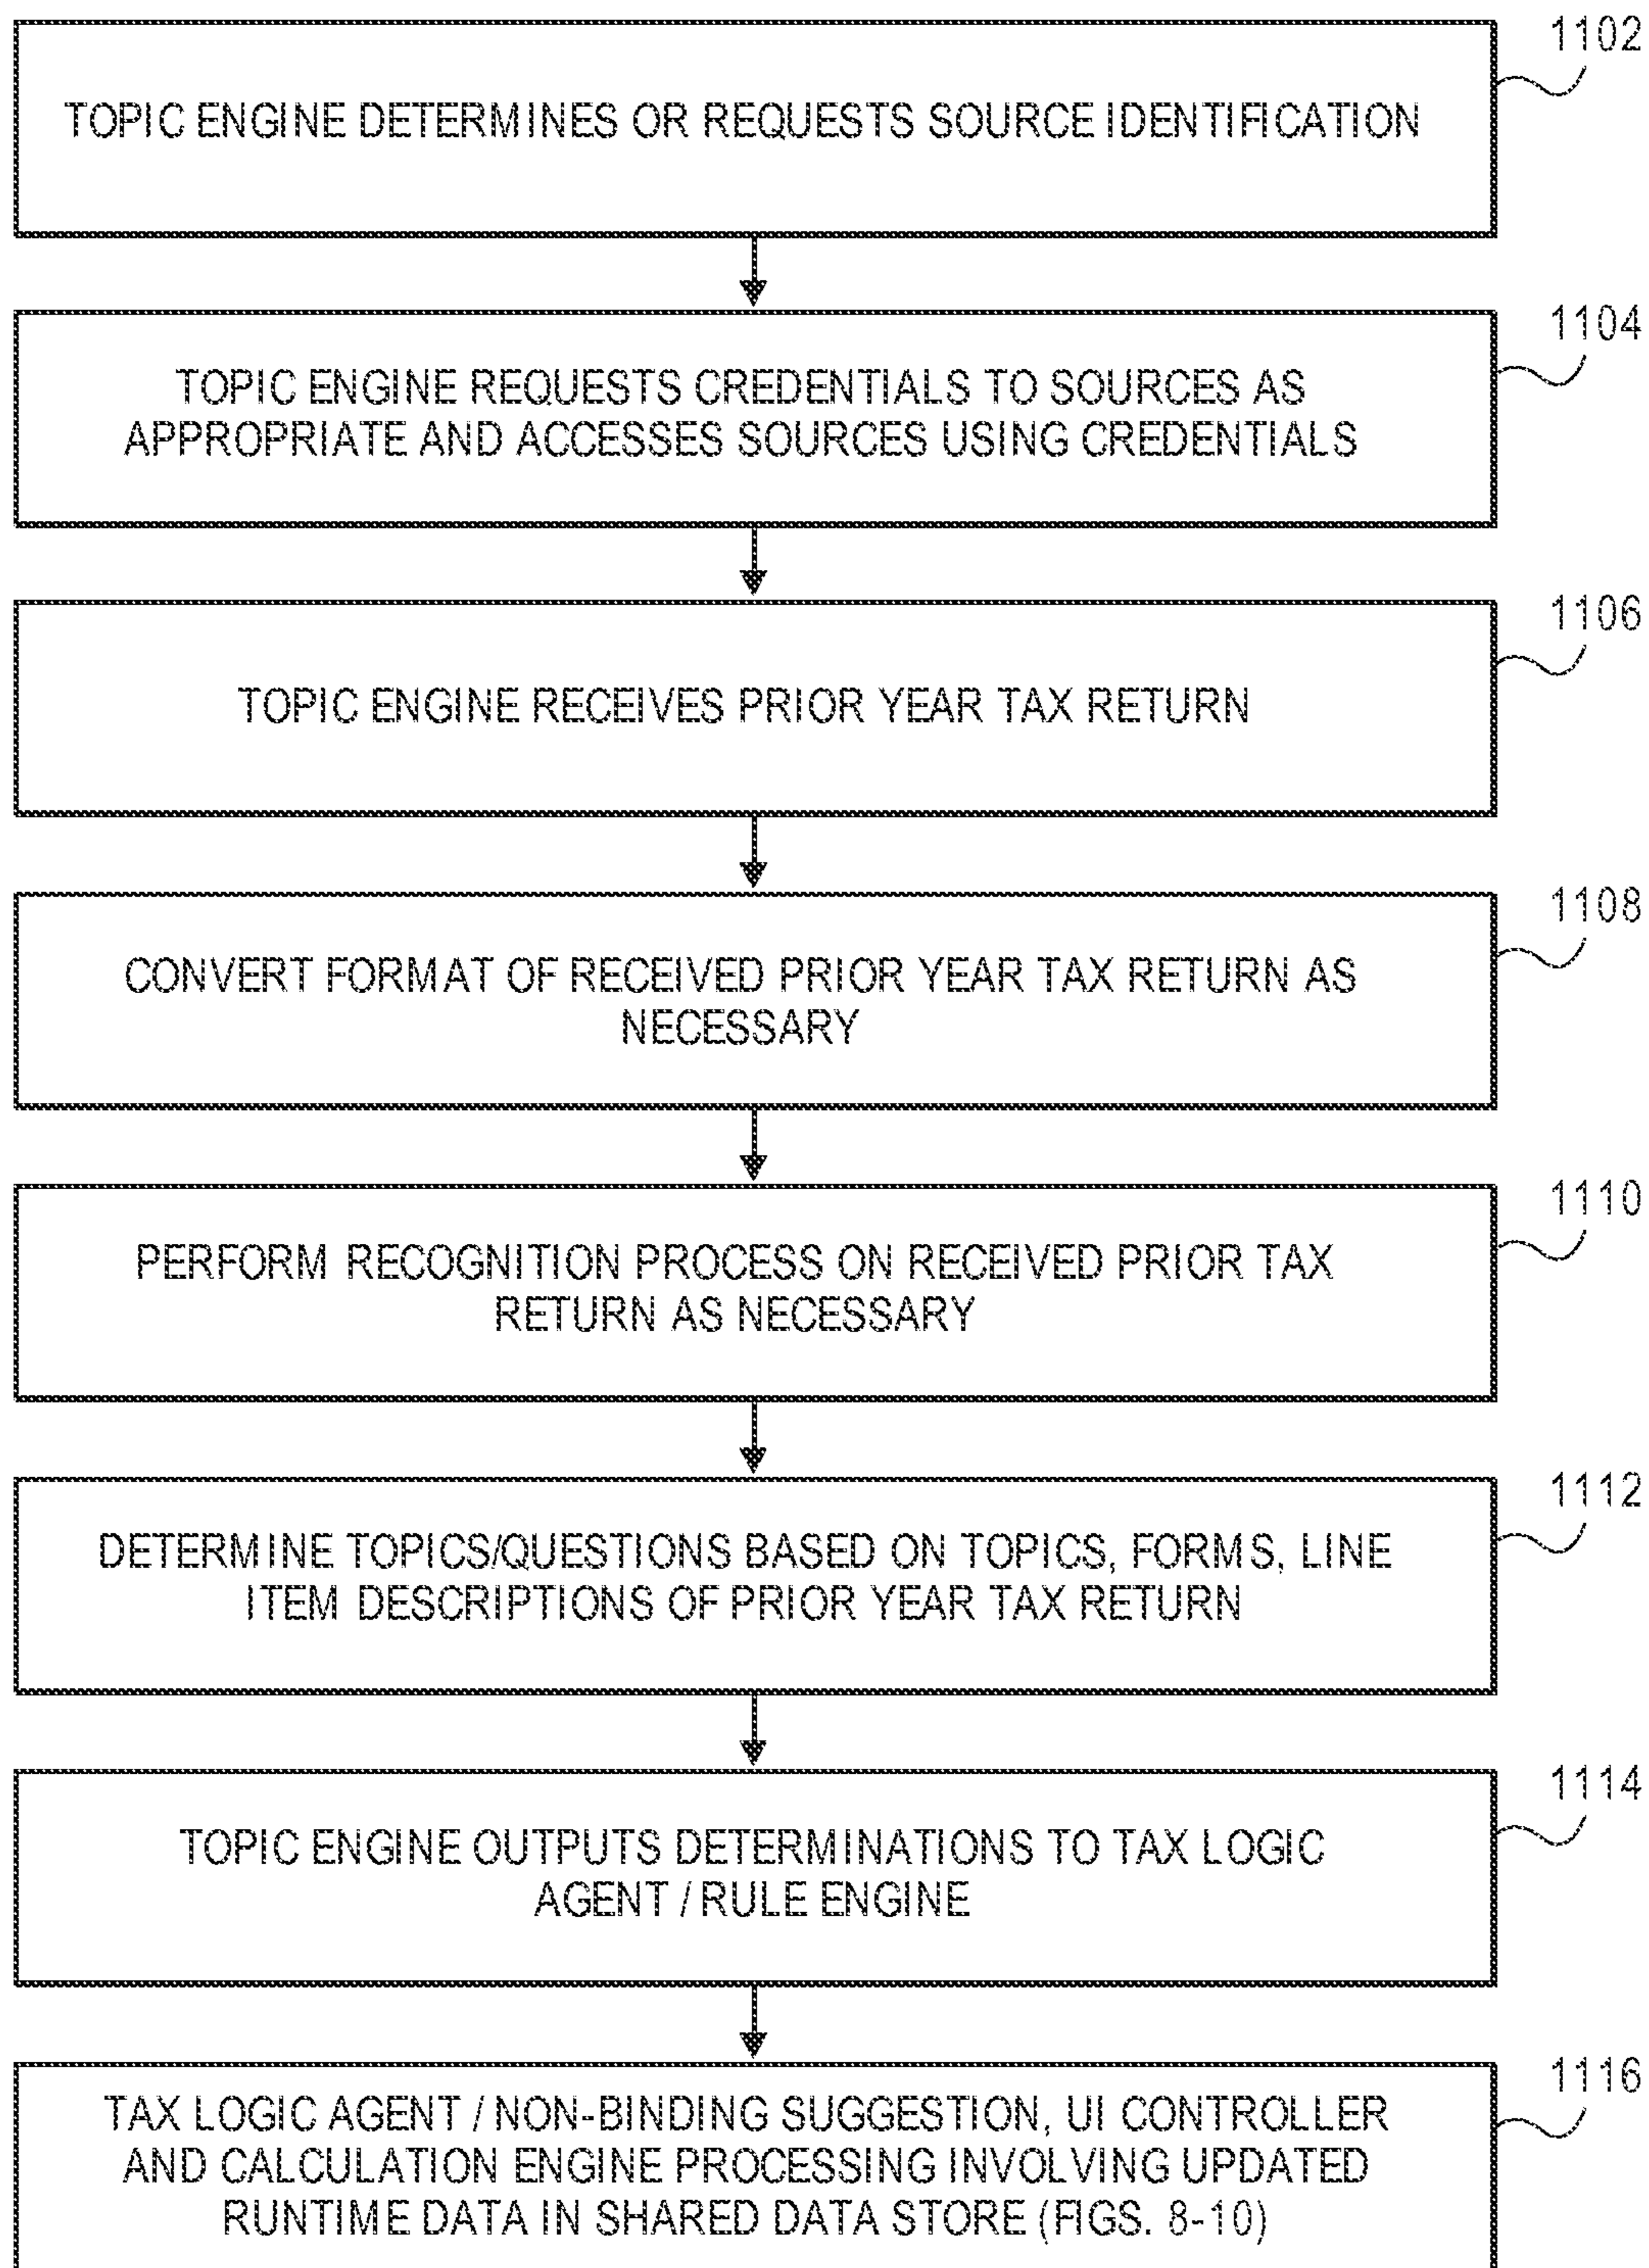 1102
TOPIC ENGINE DETERMINES OR REQUESTS SOURCE IDENTIFICATION
1104
TOPIC ENGINE REQUESTS CREDENTIALS TO SOURCES AS
APPROPRIATE AND ACCESSES SOURCES USING CREDENTIALS
1106
TOPIC ENGINE RECEIVES PRIOR YEAR TAX RETURN
1108
CONVERT FORMAT OF RECEIVED PRIOR YEAR TAX RETURN AS
NECESSARY
1110
PERFORM RECOGNITION PROCESS ON RECEIVED PRIOR TAX
RETURN AS NECESSARY
1112
DETERMINE TOPICS/QUESTIONS BASED ON TOPICS, FORMS, LINE
ITEM DESCRIPTIONS OF PRIOR YEAR TAX RETURN
1114
TOPIC ENGINE OUTPUTS DETERMINATIONS TO TAX LOGIC
AGENT / RULE ENGINE
1116
TAX LOGIC AGENT / NON-BINDING SUGGESTION, UI CONTROLLER
AND CALCULATION ENGINE PROCESSING INVOLVING UPDATED
RUNTIME DATA IN SHARED DATA STORE (FIGS. 8-10)